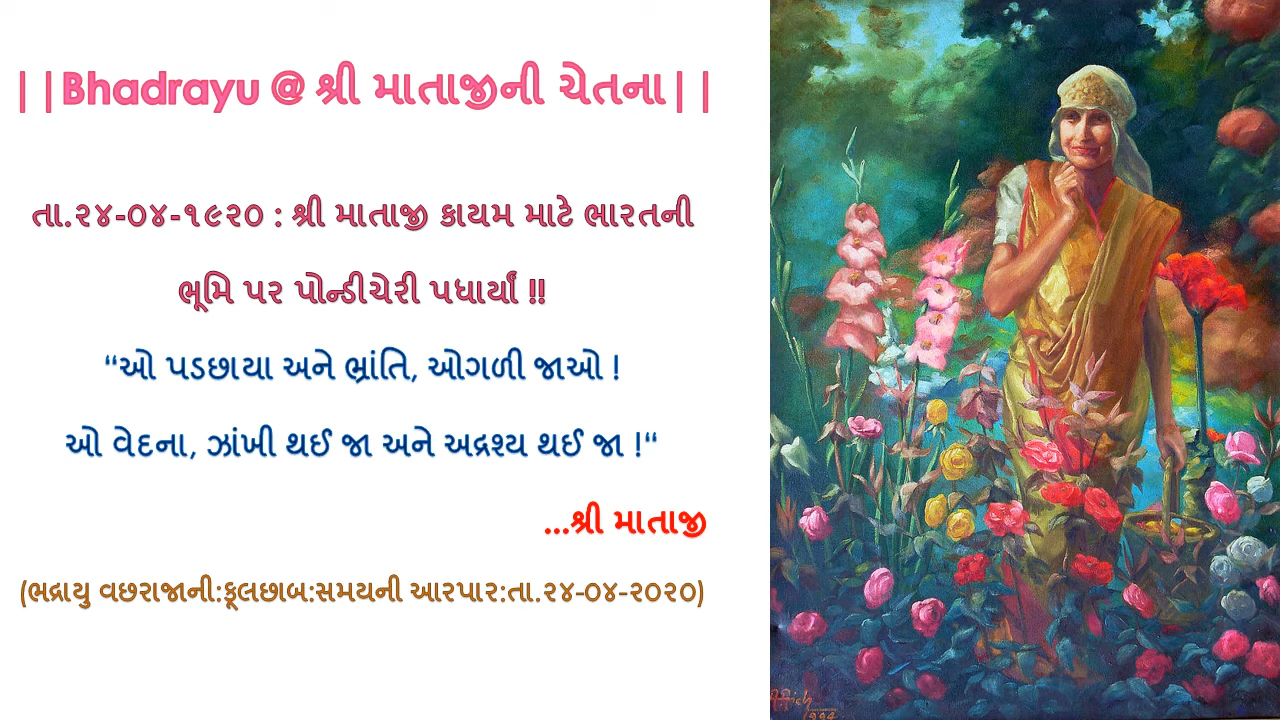 ||Bhadrayu @ શ્રી માતાજીની ચેતના||
તા.૨૪-૦૪-૧૯૨૦ : શ્રી માતાજી કાયમ માટે ભારતની
ભૂમિ પર પોન્ડીચેરી પધાર્યાં !!
“ઓ પડછાયા અને ભ્રાંતિ, ઓગળી જાઓ !
ઓ વેદના, ઝાંખી થઈ જા અને અદ્રશ્ય થઈ જા !“
...શ્રી માતાજી
(ભદ્રાયુ વછરાજાની:ફૂલછાબ:સમયની આરપાર:તા.૨૪-૦૪-૨૦૨૦)